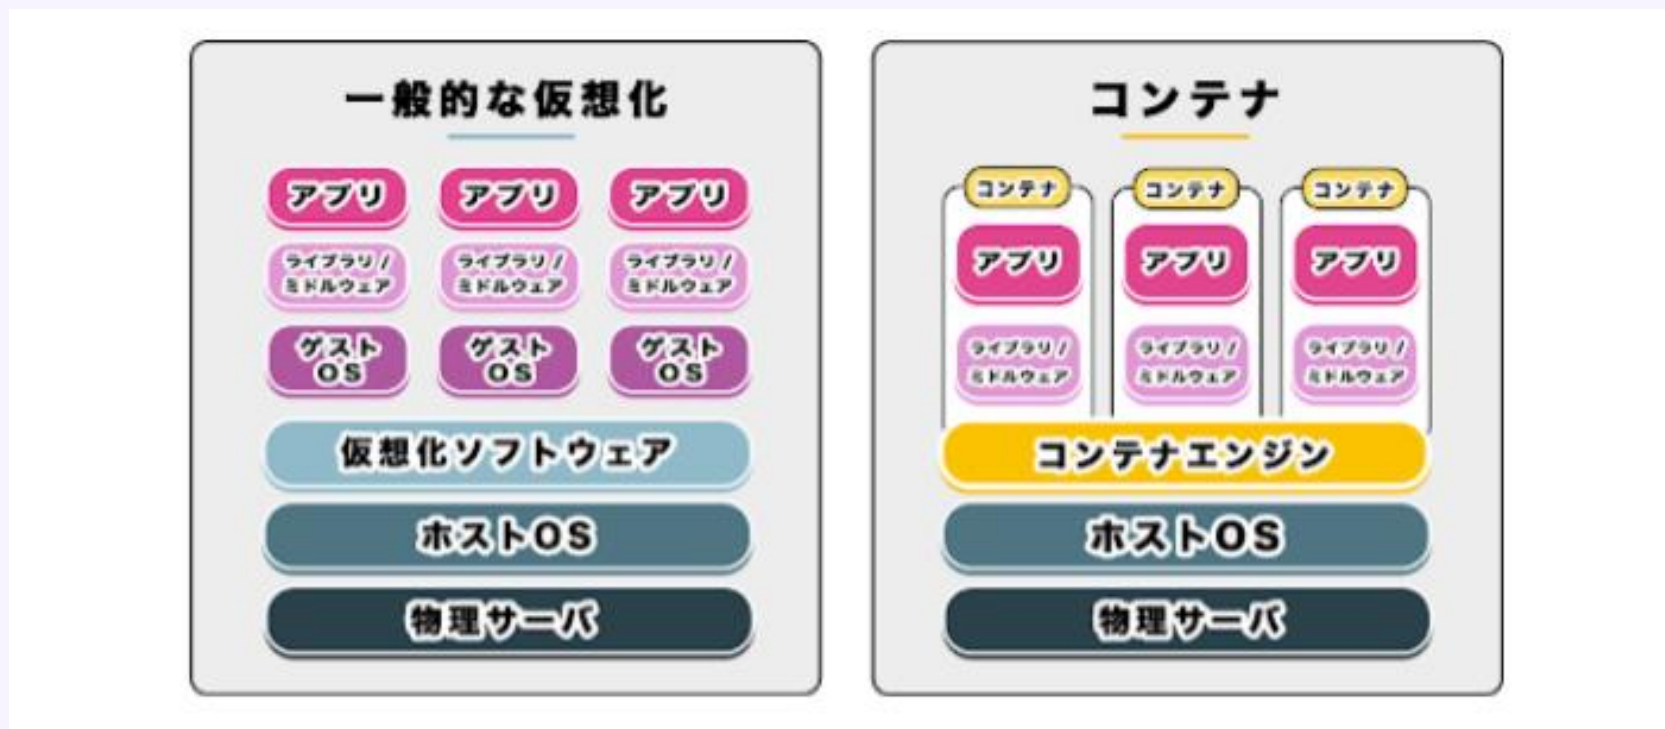 一般的な仮想化
アプリ
アプリ
アプリ
ライブラリ /
ミドルウェア
ライブラリ /
ミドルウェア
ライブラリ /
ミドルウェア
ゲスト
OS
ゲスト
OS
ゲスト
OS
仮想化ソフトウェア
ホストOS
物理サーバ
コンテナ
コンテナ
コンテナ
コンテナ
アプリ
アプリ
アプリ
ライブラリ /
ミドルウェア
ライブラリ /
ミドルウェア
ライブラリ /
ミドルウェア
コンテナエンジン
ホストOS
物理サーバ